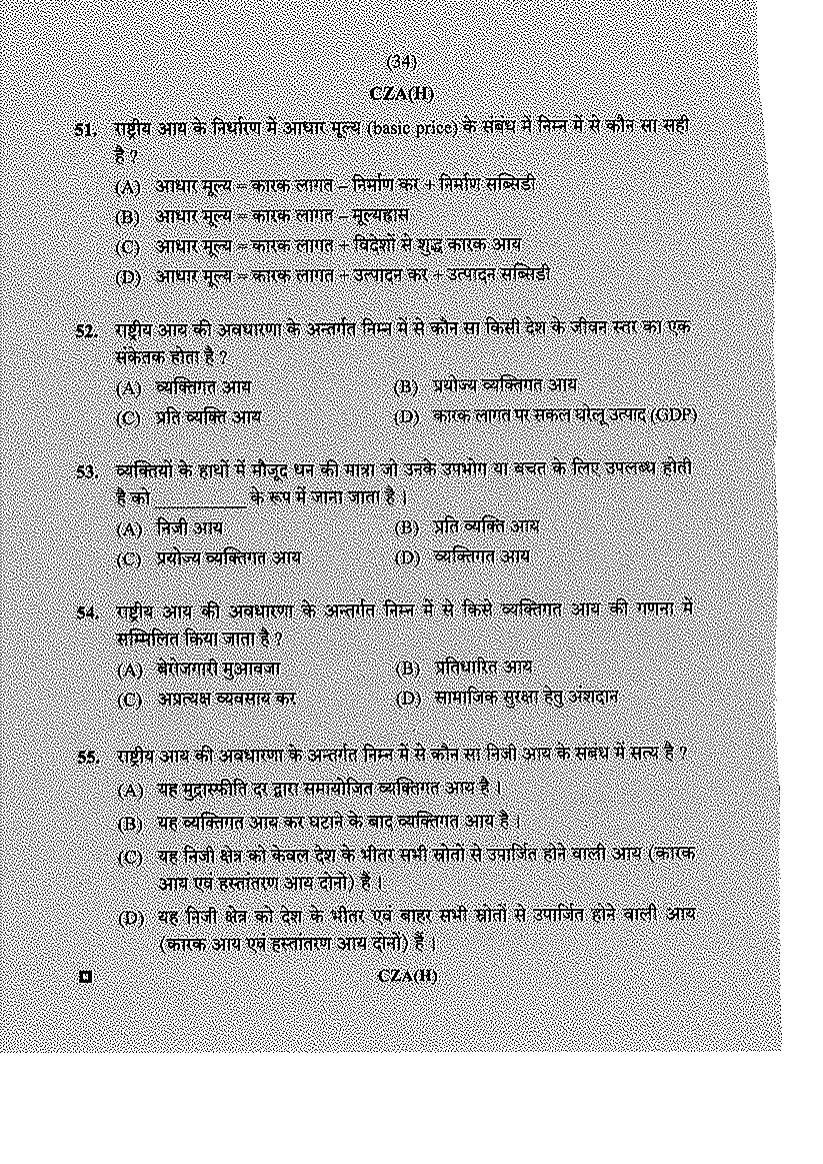 (34)
CZA(H)
51. राष्ट्रीय आय के निर्धारण में आधार मूल्य (basic price) के संबंध में निम्न में से कौन सा सही
है ?
(A) आधार मूल्य = कारक लागत – निर्माण कर + निर्माण सब्सिडी
(B) आधार मूल्य = कारक लागत – मूल्यह्रास
(C) आधार मूल्य = कारक लागत + विदेशों से शुद्ध कारक आय
(D) आधार मूल्य = कारक लागत + उत्पादन कर + उत्पादन सब्सिडी
52. राष्ट्रीय आय की अवधारणा के अन्तर्गत निम्न में से कौन सा किसी देश के जीवन स्तर का एक
संकेतक होता है ?
(A) व्यक्तिगत आय (B) प्रयोज्य व्यक्तिगत आय
(C) प्रति व्यक्ति आय (D) कारक लागत पर सकल घरेलू उत्पाद (GDP)
53. व्यक्तियों के हाथों में मौजूद धन की मात्रा जो उनके उपभोग या बचत के लिए उपलब्ध होती
है को __________ के रूप में जाना जाता है ।
(A) निजी आय (B) प्रति व्यक्ति आय
(C) प्रयोज्य व्यक्तिगत आय (D) व्यक्तिगत आय
54. राष्ट्रीय आय की अवधारणा के अन्तर्गत निम्न में से किसे व्यक्तिगत आय की गणना में
सम्मिलित किया जाता है ?
(A) बेरोजगारी मुआवजा (B) प्रतिधारित आय
(C) अप्रत्यक्ष व्यवसाय कर (D) सामाजिक सुरक्षा हेतु अंशदान
55. राष्ट्रीय आय की अवधारणा के अन्तर्गत निम्न में से कौन सा निजी आय के संबंध में सत्य है ?
(A) यह मुद्रास्फीति दर द्वारा समायोजित व्यक्तिगत आय है ।
(B) यह व्यक्तिगत आय कर घटाने के बाद व्यक्तिगत आय है ।
(C) यह निजी क्षेत्र को केवल देश के भीतर सभी स्रोतों से उपार्जित होने वाली आय (कारक
आय एवं हस्तांतरण आय दोनों) है ।
(D) यह निजी क्षेत्र को देश के भीतर एवं बाहर सभी स्रोतों से उपार्जित होने वाली आय
(कारक आय एवं हस्तांतरण आय दोनों) हैं ।
CZA(H)